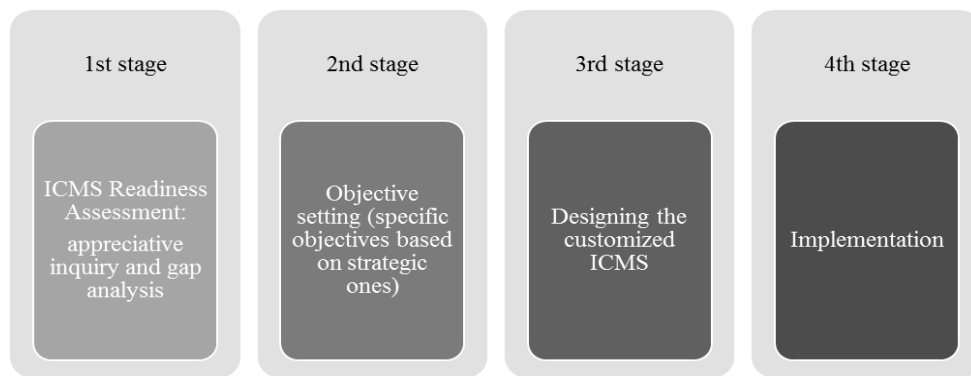 1st stage
ICMS Readiness
Assessment:
appreciative
inquiry and gap
analysis
2nd stage
Objective
setting (specific
objectives based
on strategic
ones)
3rd stage
Designing the
customized
ICMS
4th stage
Implementation